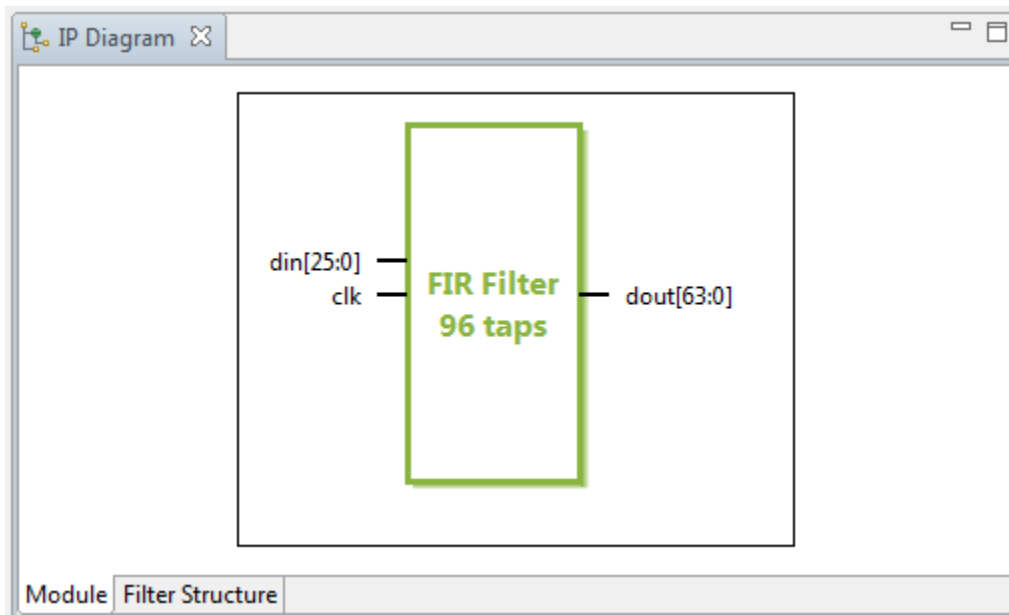 IP Diagram
din[25:0]
clk
FIR Filter
96 taps
dout[63:0]
Module
Filter Structure